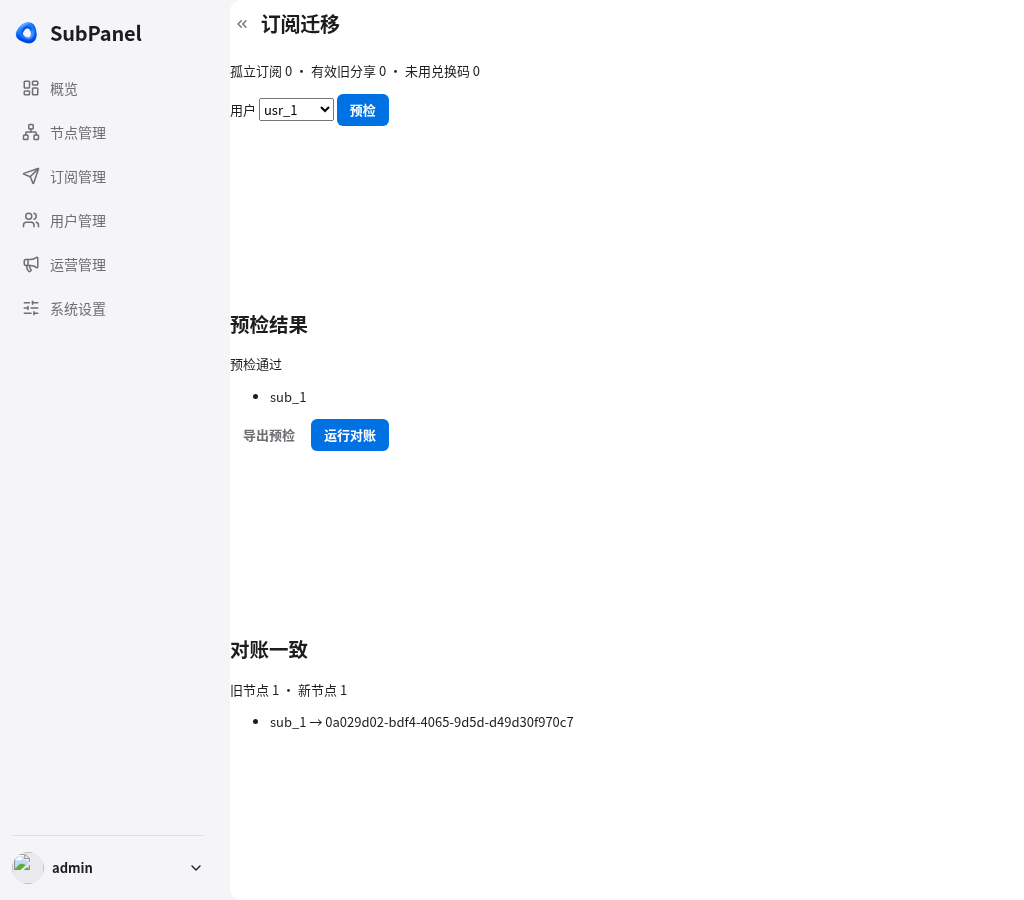 SubPanel
概览
节点管理
订阅管理
用户管理
运营管理
系统设置
admin
订阅迁移
孤立订阅 0 · 有效旧分享 0 · 未用兑换码 0
用户 usr_1 预检
预检结果
预检通过
sub_1
导出预检 运行对账
对账一致
旧节点 1 · 新节点 1
sub_1 → 0a029d02-bdf4-4065-9d5d-d49d30f970c7